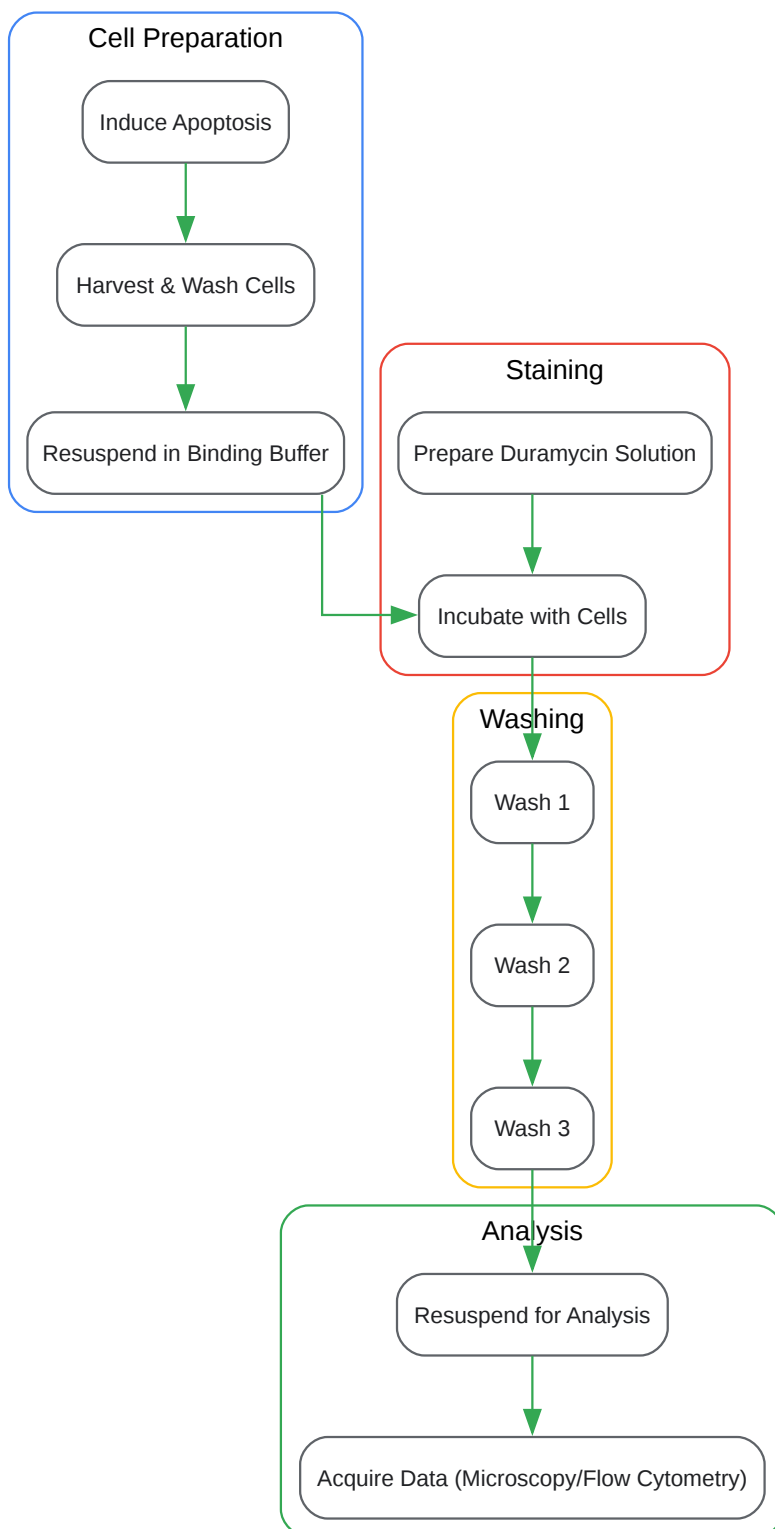 Cell Preparation
Induce Apoptosis
Harvest & Wash Cells
Resuspend in Binding Buffer
Staining
Prepare Duramycin Solution
Incubate with Cells
Washing
Wash 1
Wash 2
Wash 3
Analysis
Resuspend for Analysis
Acquire Data (Microscopy/Flow Cytometry)